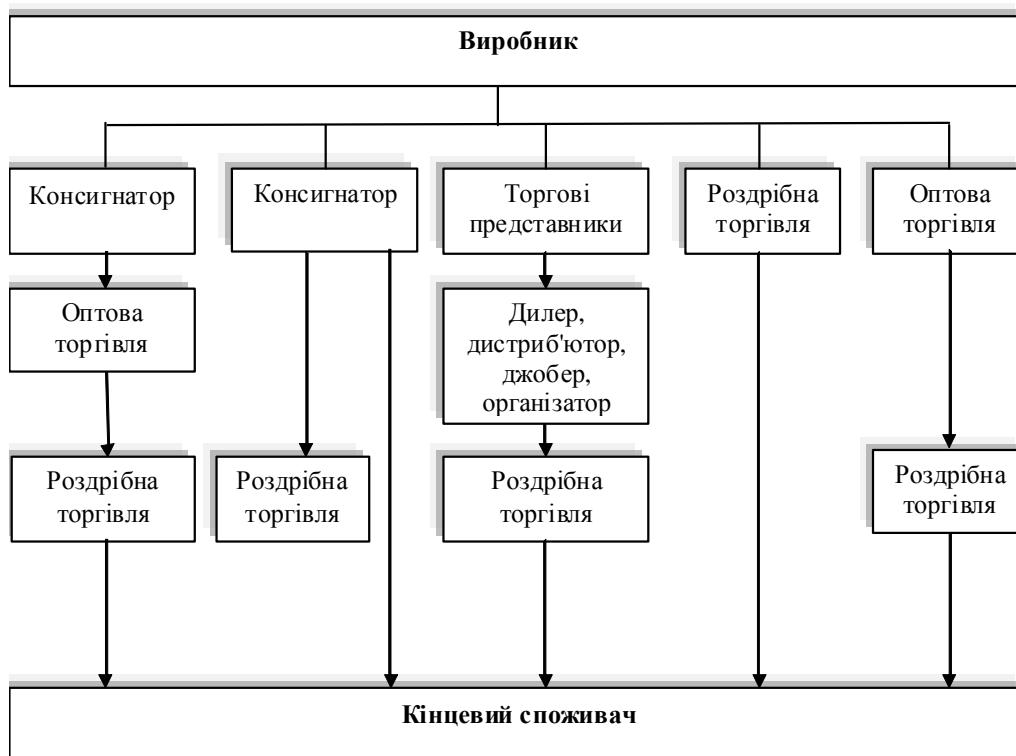 Виробник
Консигнатор
Консигнатор
Торгові
представники
Роздрібна
торгівля
Оптова
торгівля
Оптова
торгівля
Дилер,
дистриб'ютор,
джобер,
організатор
Роздрібна
торгівля
Роздрібна
торгівля
Роздрібна
торгівля
Роздрібна
торгівля
Кінцевий споживач